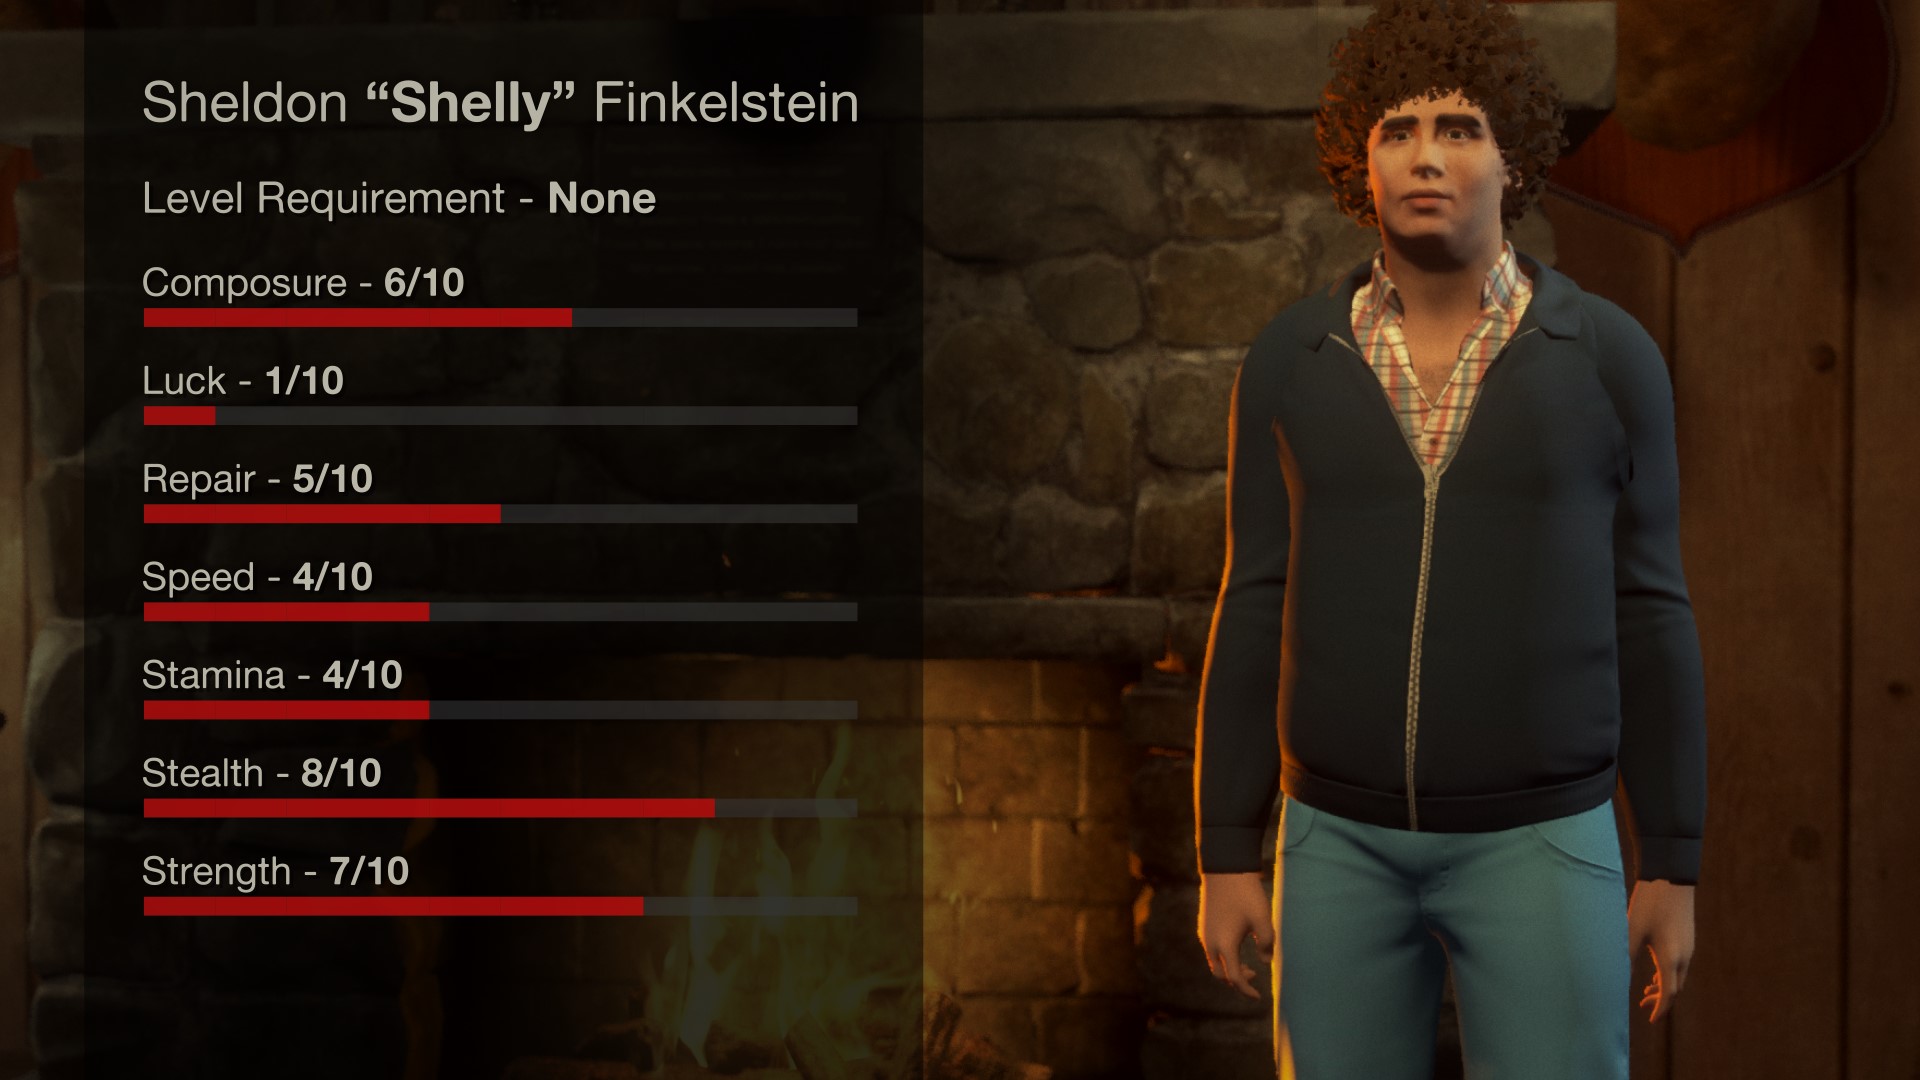 Sheldon “Shelly” Finkelstein
Level Requirement - None
Composure - 6/10
Luck - 1/10
Repair - 5/10
Speed - 4/10
Stamina - 4/10
Stealth - 8/10
Strength - 7/10